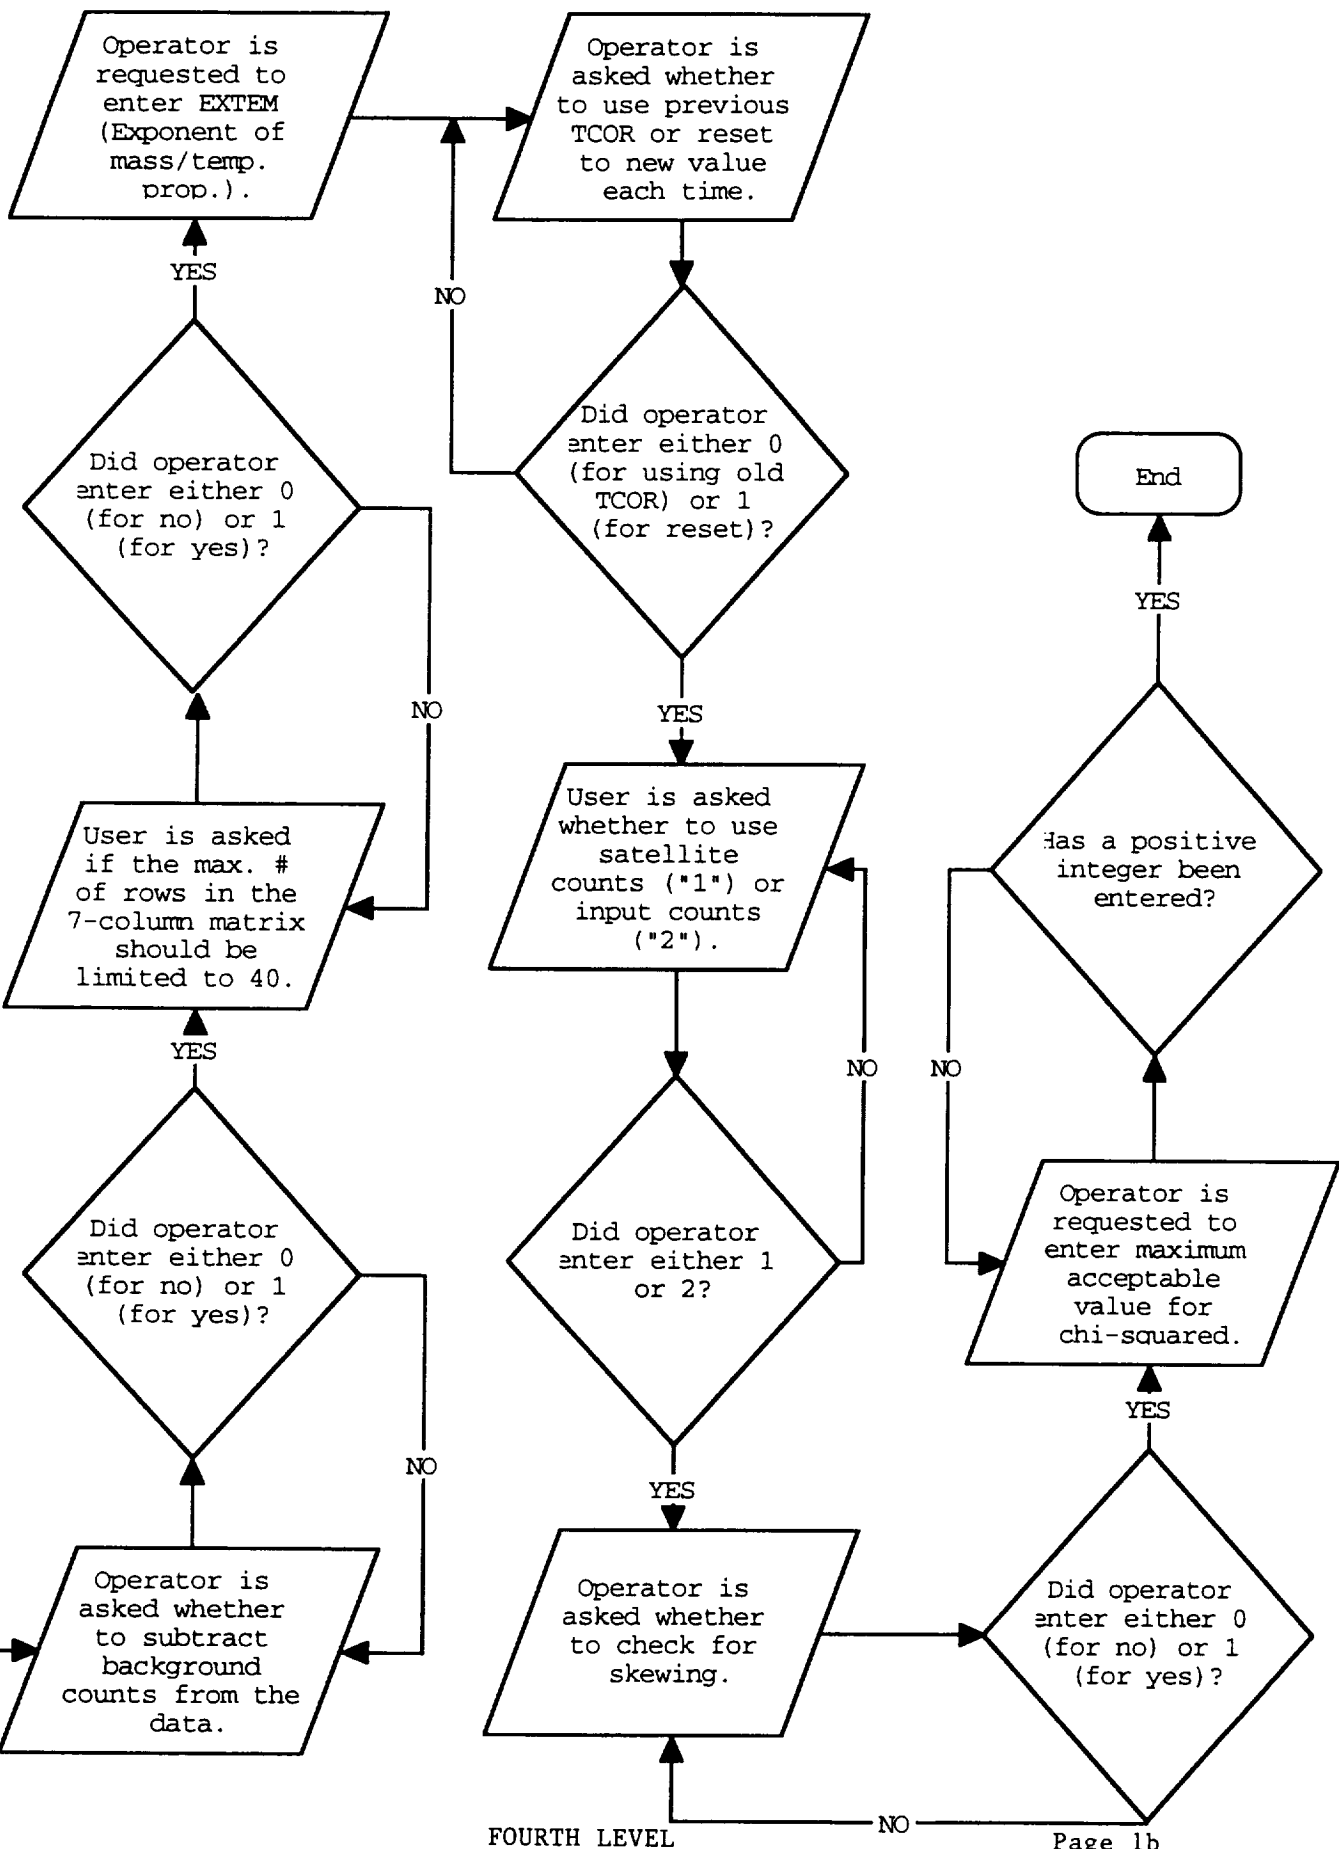 Operator is
requested to
enter EXTEM
(Exponent of
mass/temp.
prop.).
YES
Did operator
enter either 0
(for no) or 1
(for yes)?
NO
User is asked
if the max. #
of rows in the
7-column matrix
should be
limited to 40.
YES
Did operator
enter either 0
(for no) or 1
(for yes)?
NO
Operator is
asked whether
to subtract
background
counts from the
data.
Operator is
asked whether
to use previous
TCOR or reset
to new value
each time.
NO
Did operator
enter either 0
(for using old
TCOR) or 1
(for reset)?
YES
User is asked
whether to use
satellite
counts ("1") or
input counts
("2").
NO
Did operator
enter either 1
or 2?
YES
Operator is
asked whether
to check for
skewing.
End
YES
Has a positive
integer been
entered?
NO
Operator is
requested to
enter maximum
acceptable
value for
chi-squared.
YES
Did operator
enter either 0
(for no) or 1
(for yes)?
NO
FOURTH LEVEL
Page 1b